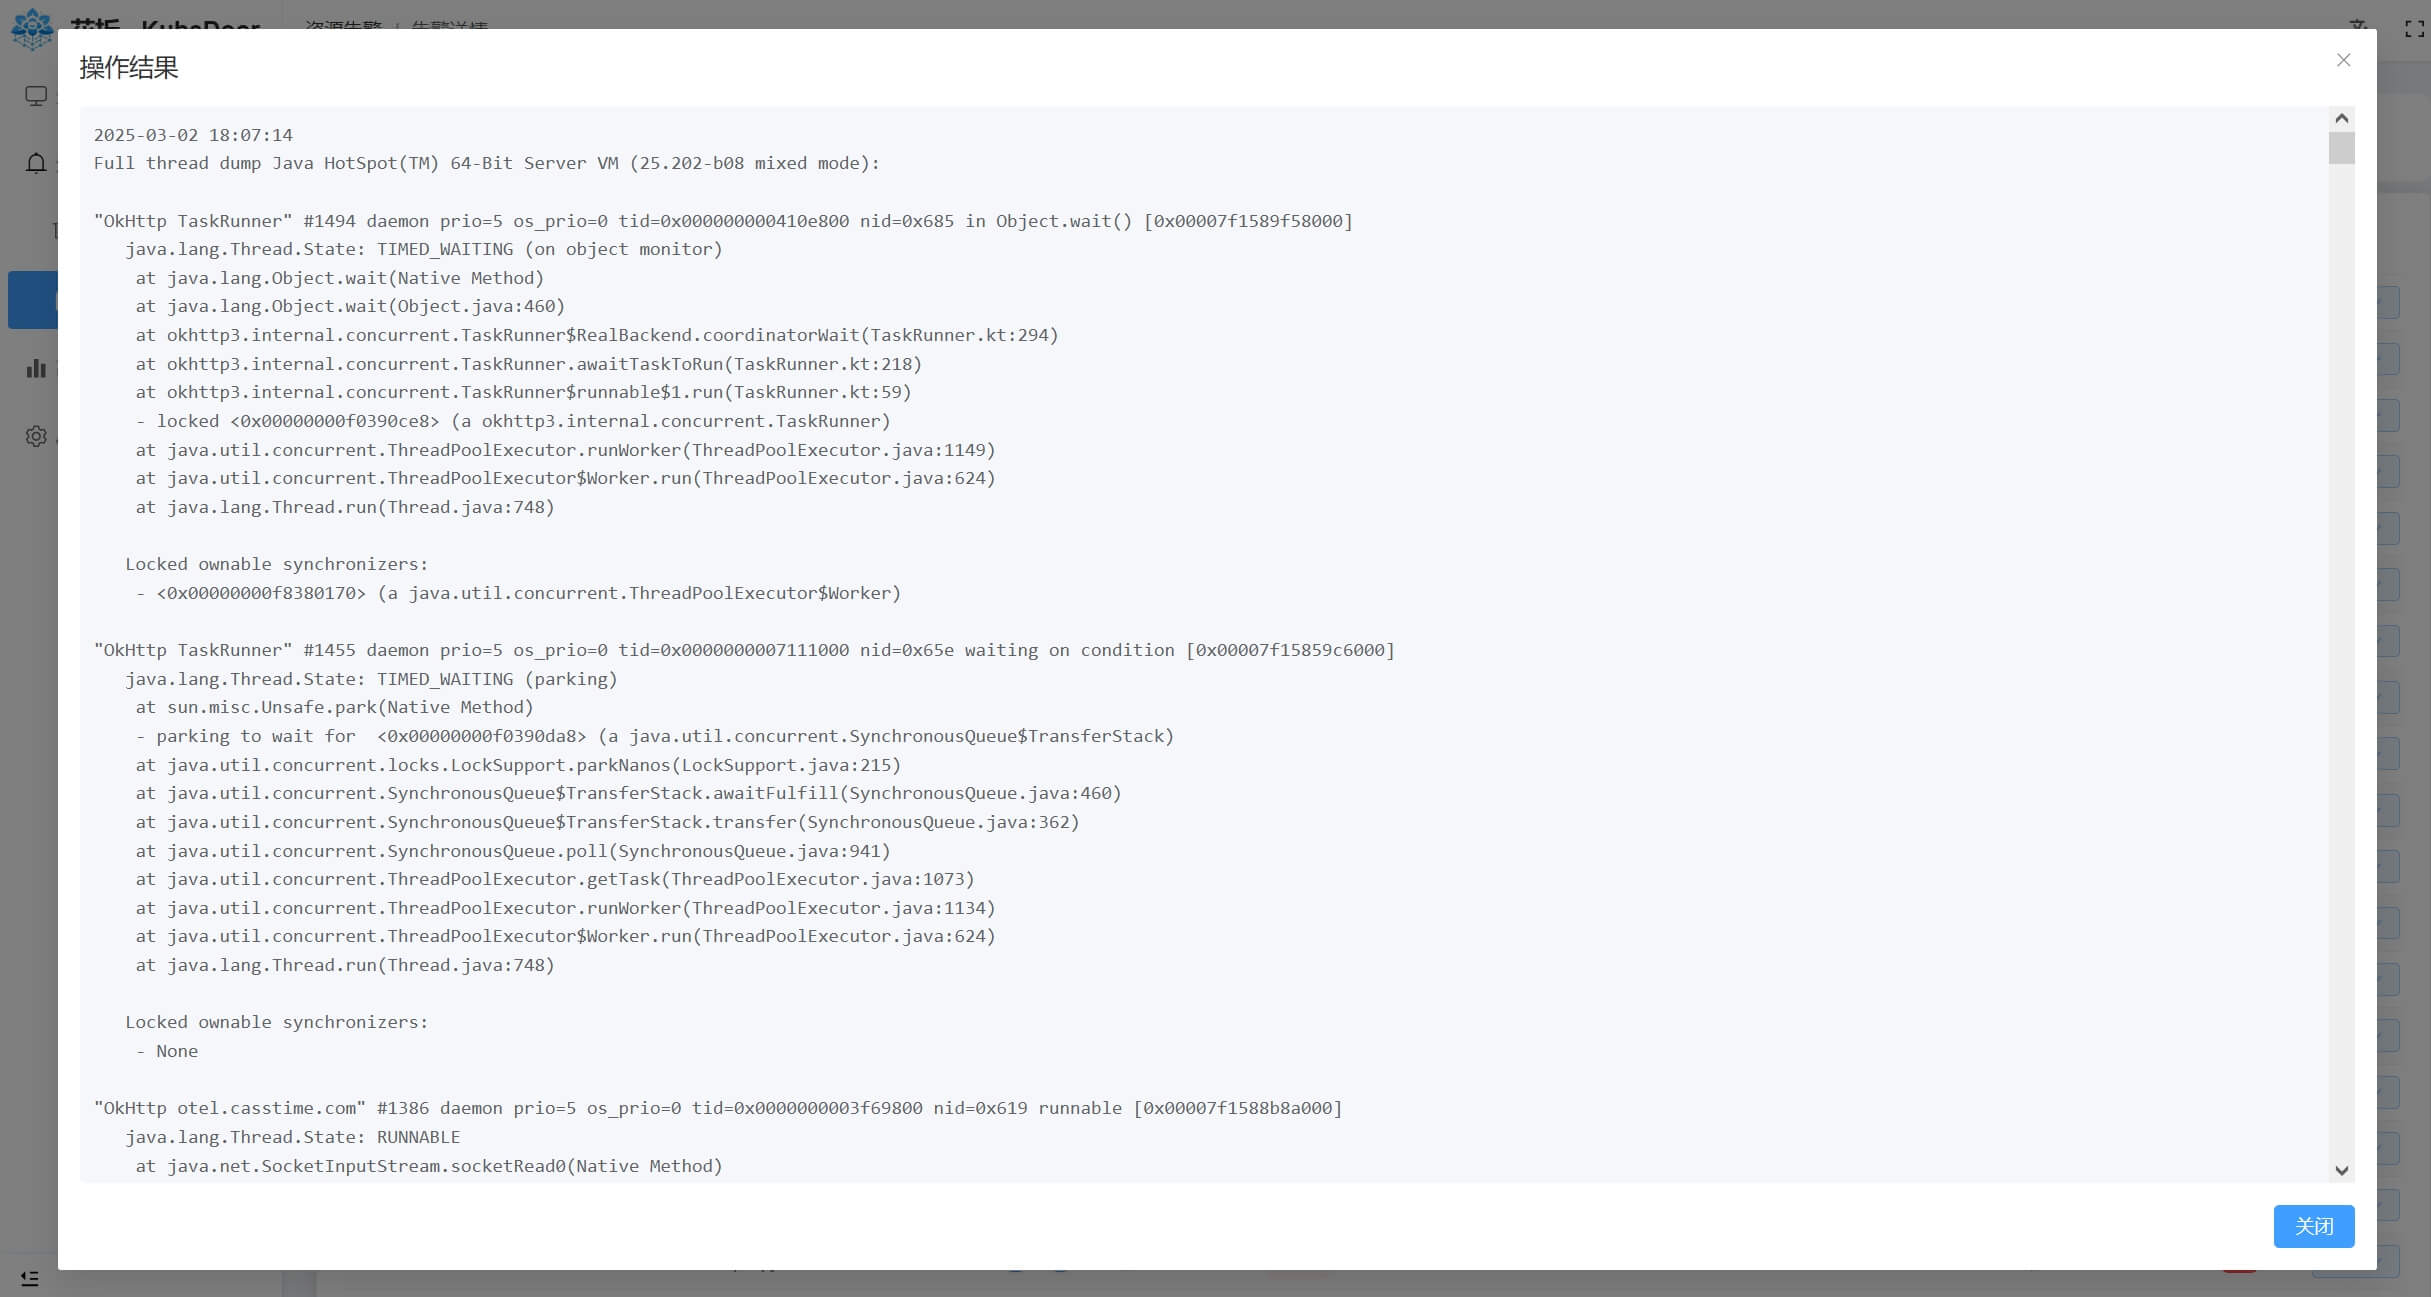 资源告警 / 告警详情
操作结果
2025-03-02 18:07:14
Full thread dump Java HotSpot(TM) 64-Bit Server VM (25.202-b08 mixed mode):
"OkHttp TaskRunner" #1494 daemon prio=5 os_prio=0 tid=0x000000000410e800 nid=0x685 in Object.wait() [0x00007f1589f58000]
java.lang.Thread.State: TIMED_WAITING (on object monitor)
at java.lang.Object.wait(Native Method)
at java.lang.Object.wait(Object.java:460)
at okhttp3.internal.concurrent.TaskRunner$RealBackend.coordinatorWait(TaskRunner.kt:294)
at okhttp3.internal.concurrent.TaskRunner.awaitTaskToRun(TaskRunner.kt:218)
at okhttp3.internal.concurrent.TaskRunner$runnable$1.run(TaskRunner.kt:59)
- locked <0x00000000f0390ce8> (a okhttp3.internal.concurrent.TaskRunner)
at java.util.concurrent.ThreadPoolExecutor.runWorker(ThreadPoolExecutor.java:1149)
at java.util.concurrent.ThreadPoolExecutor$Worker.run(ThreadPoolExecutor.java:624)
at java.lang.Thread.run(Thread.java:748)
Locked ownable synchronizers:
- <0x00000000f8380170> (a java.util.concurrent.ThreadPoolExecutor$Worker)
"OkHttp TaskRunner" #1455 daemon prio=5 os_prio=0 tid=0x0000000007111000 nid=0x65e waiting on condition [0x00007f15859c6000]
java.lang.Thread.State: TIMED_WAITING (parking)
at sun.misc.Unsafe.park(Native Method)
- parking to wait for  <0x00000000f0390da8> (a java.util.concurrent.SynchronousQueue$TransferStack)
at java.util.concurrent.locks.LockSupport.parkNanos(LockSupport.java:215)
at java.util.concurrent.SynchronousQueue$TransferStack.awaitFulfill(SynchronousQueue.java:460)
at java.util.concurrent.SynchronousQueue$TransferStack.transfer(SynchronousQueue.java:362)
at java.util.concurrent.SynchronousQueue.poll(SynchronousQueue.java:941)
at java.util.concurrent.ThreadPoolExecutor.getTask(ThreadPoolExecutor.java:1073)
at java.util.concurrent.ThreadPoolExecutor.runWorker(ThreadPoolExecutor.java:1134)
at java.util.concurrent.ThreadPoolExecutor$Worker.run(ThreadPoolExecutor.java:624)
at java.lang.Thread.run(Thread.java:748)
Locked ownable synchronizers:
- None
"OkHttp otel.casstime.com" #1386 daemon prio=5 os_prio=0 tid=0x0000000003f69800 nid=0x619 runnable [0x00007f1588b8a000]
java.lang.Thread.State: RUNNABLE
at java.net.SocketInputStream.socketRead0(Native Method)
关闭